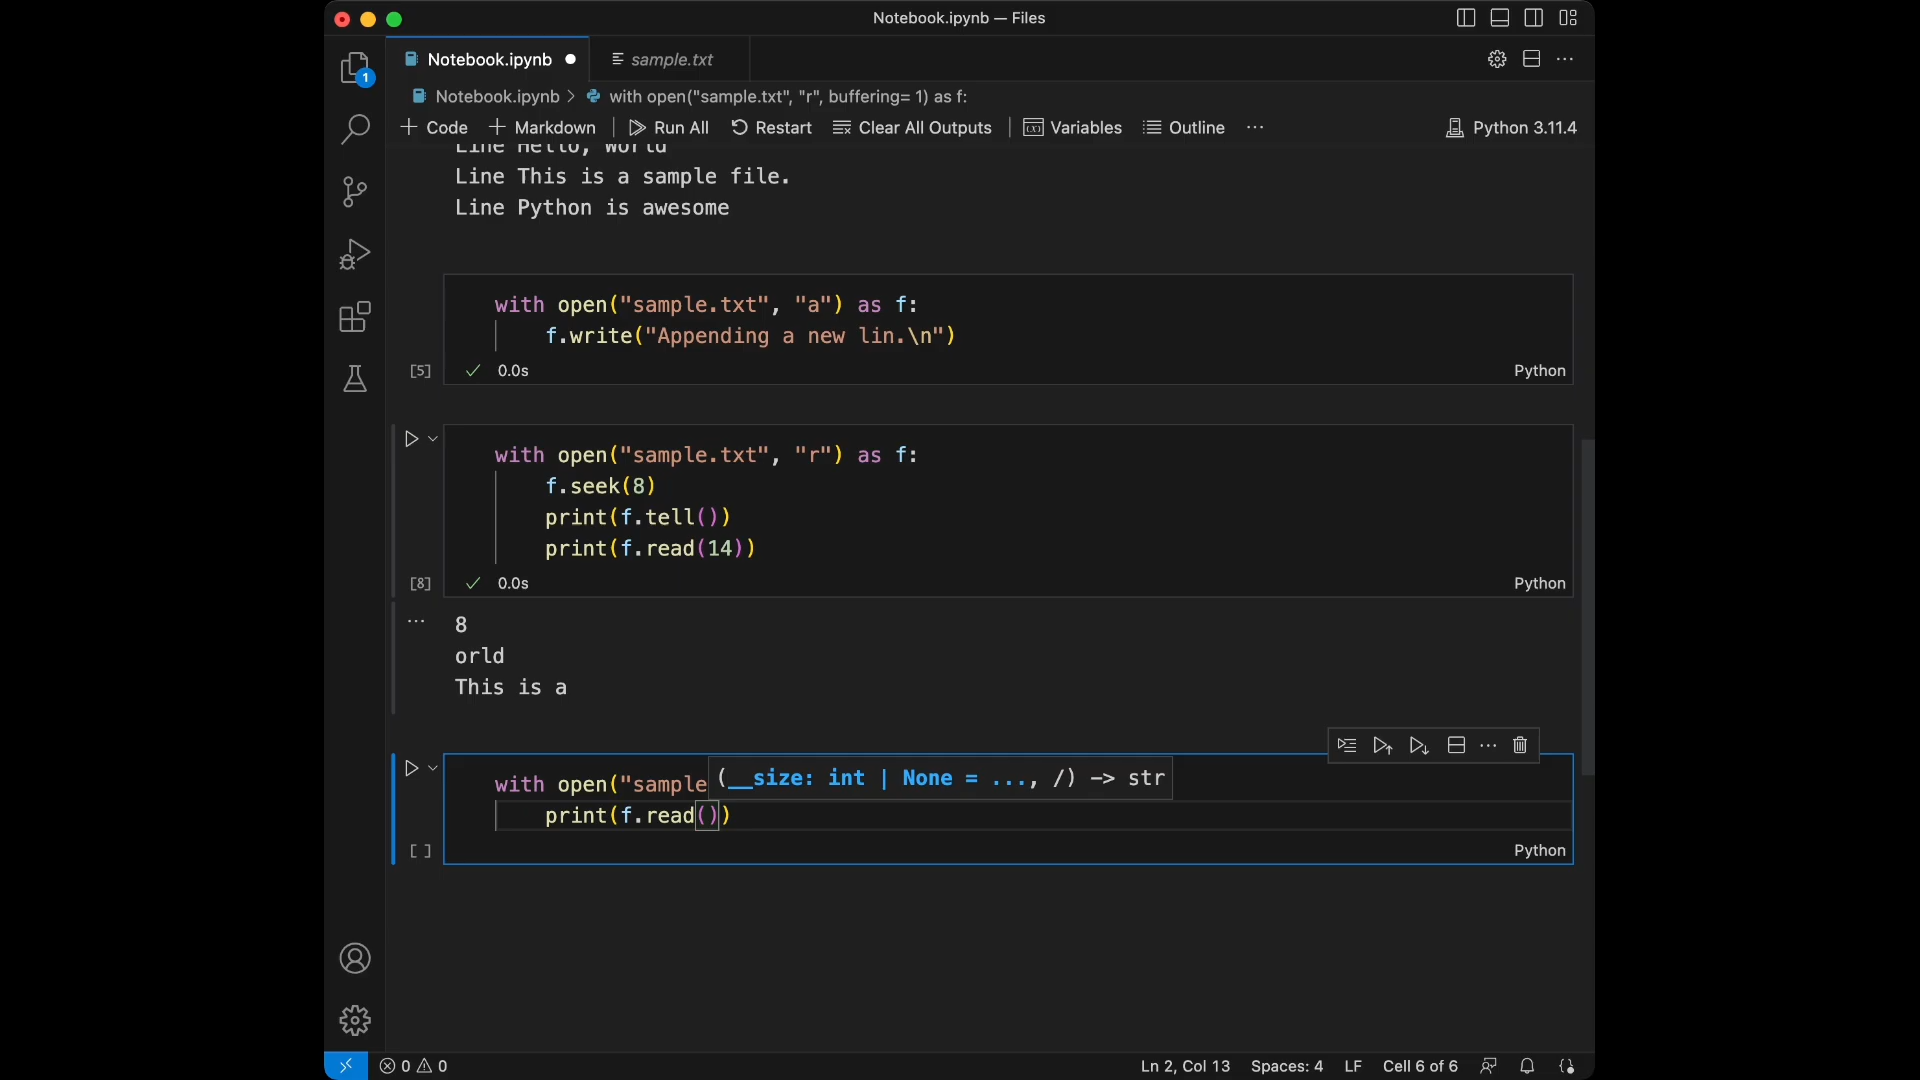 Notebook.ipynb — Files
1
Notebook.ipynb
sample.txt
Notebook.ipynb > with open("sample.txt", "r", buffering= 1) as f:
Code Markdown Run All Restart Clear All Outputs Variables Outline ... Python 3.11.4
Line Hello, World
Line This is a sample file.
Line Python is awesome
with open("sample.txt", "a") as f:
f.write("Appending a new lin.\n")
[5] 0.0s Python
with open("sample.txt", "r") as f:
f.seek(8)
print(f.tell())
print(f.read(14))
[8] 0.0s Python
... 8
orld
This is a
with open("sample
(__size: int | None = ..., /) -> str
print(f.read())
[ ] Python
0 0 Ln 2, Col 13 Spaces: 4 LF Cell 6 of 6